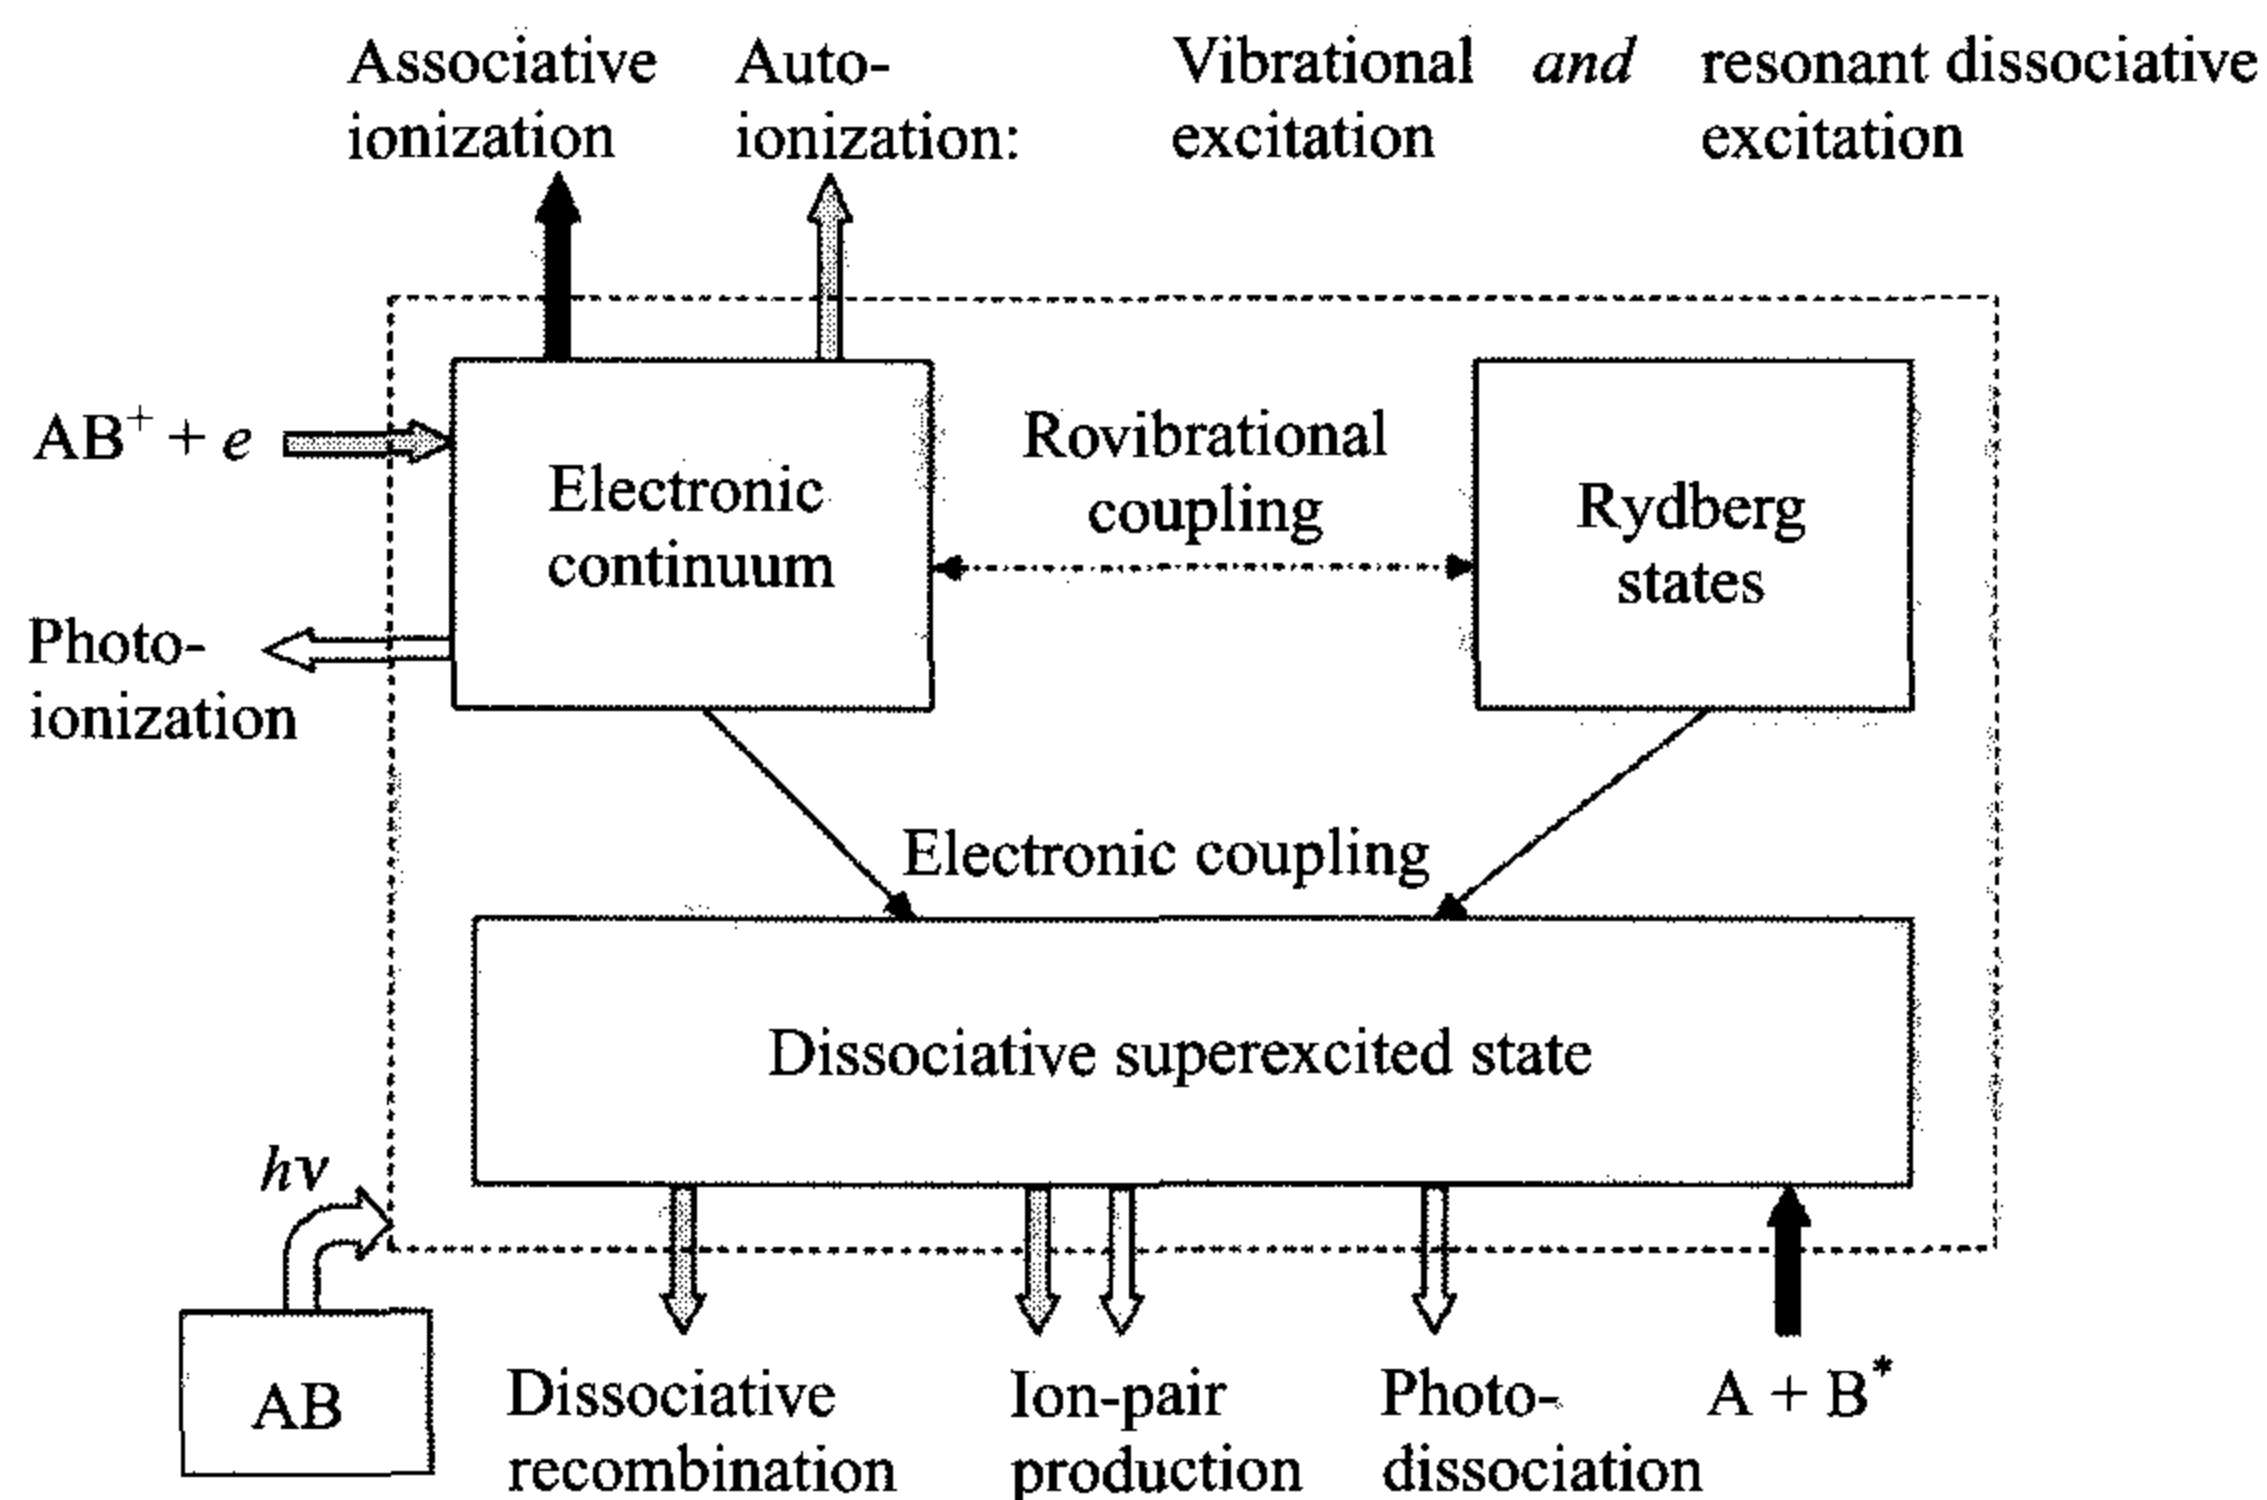 Associative Auto- Vibrational and resonant dissociative
ionization ionization: excitation excitation
AB⁺ + e
Electronic
continuum
Rovibrational
coupling
Rydberg
states
Photo-
ionization
Electronic coupling
Dissociative superexcited state
hν
AB
Dissociative
recombination
Ion-pair
production
Photo-
dissociation
A + B*